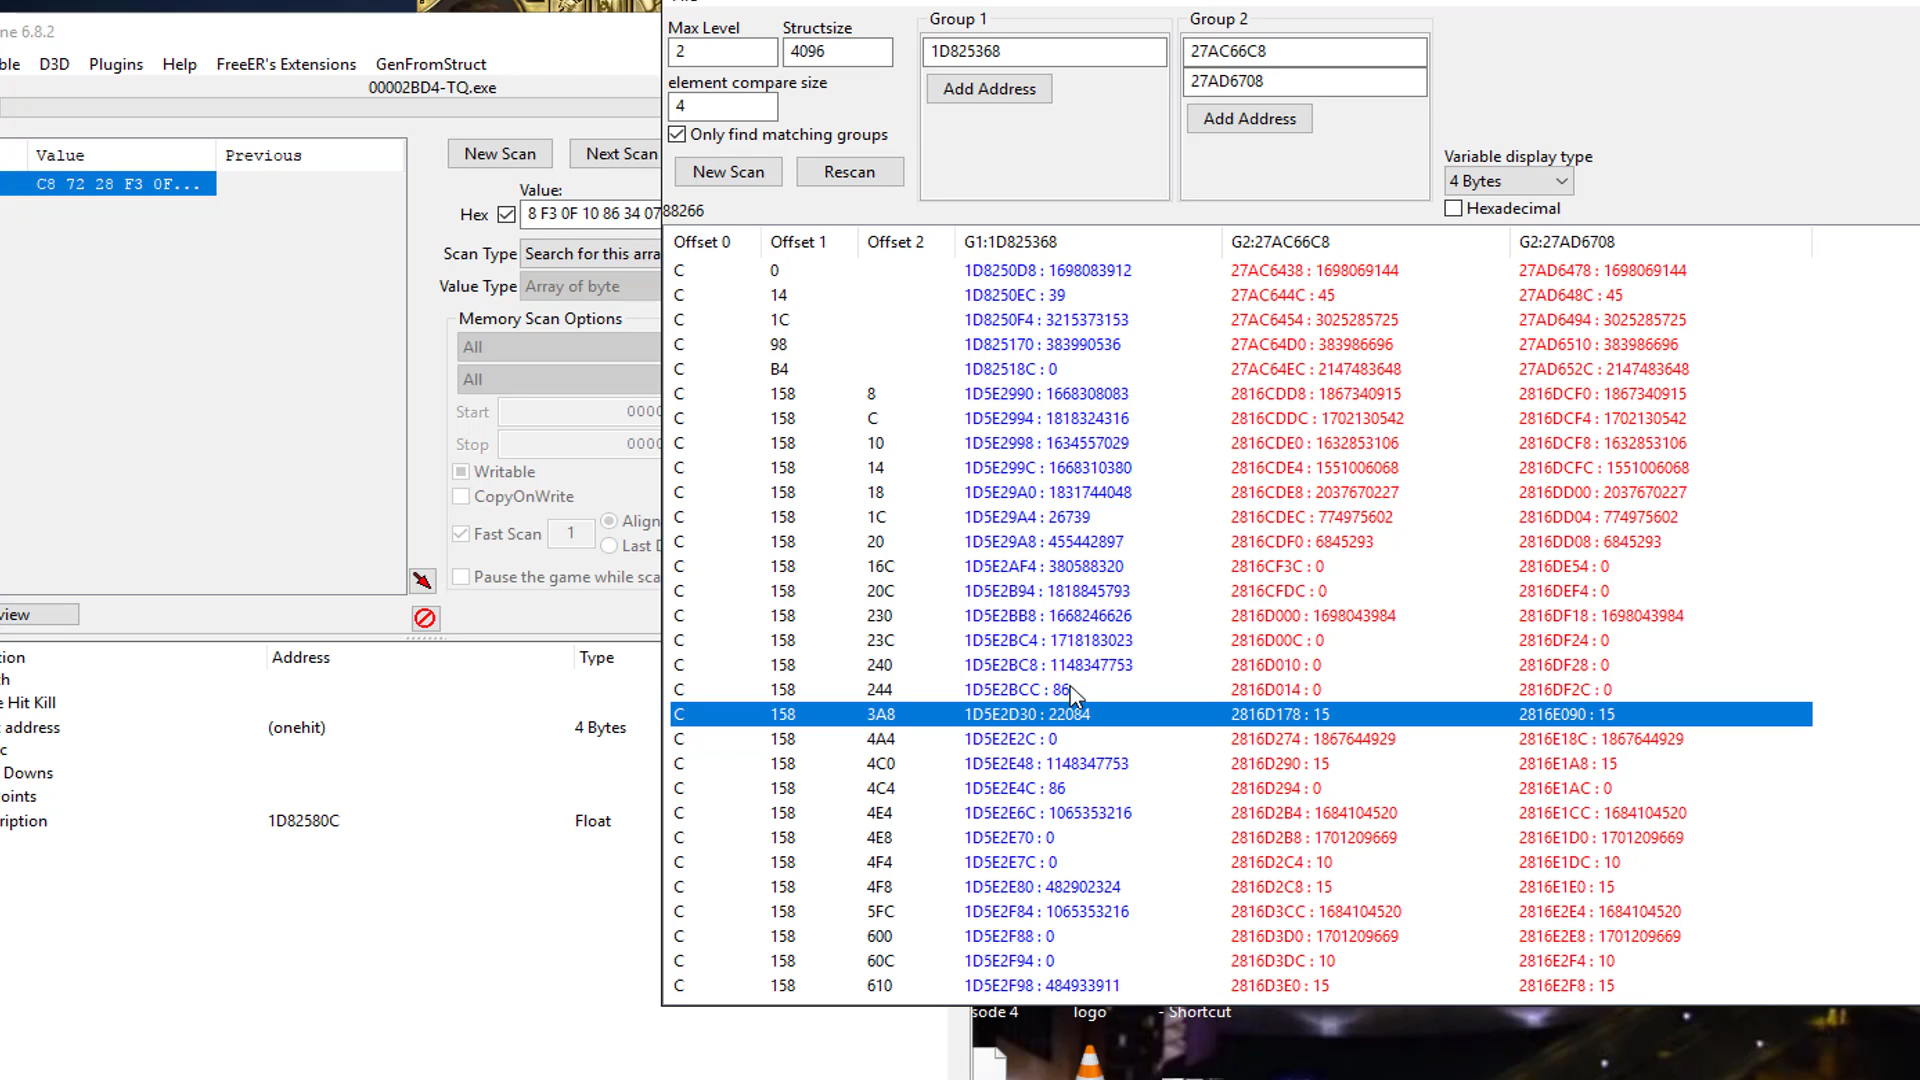 ne 6.8.2
ble D3D Plugins Help FreeER's Extensions GenFromStruct
00002BD4-TQ.exe
Value Previous
C8 72 28 F3 0F...
New Scan Next Scan
Value:
Hex 8 F3 0F 10 86 34 07
Scan Type Search for this arra
Value Type Array of byte
Memory Scan Options
All
All
Start 0000
Stop 0000
Writable
CopyOnWrite
Fast Scan 1 Align
Last D
Pause the game while sca
view
tion Address Type
th
e Hit Kill
t address (onehit) 4 Bytes
c
Downs
oints
ription 1D82580C Float
Max Level Structsize
2 4096
element compare size
4
Only find matching groups
New Scan Rescan
88266
Group 1
1D825368
Add Address
Group 2
27AC66C8
27AD6708
Add Address
Variable display type
4 Bytes
Hexadecimal
Offset 0 Offset 1 Offset 2 G1:1D825368 G2:27AC66C8 G2:27AD6708
C 0 1D8250D8 : 1698083912 27AC6438 : 1698069144 27AD6478 : 1698069144
C 14 1D8250EC : 39 27AC644C : 45 27AD648C : 45
C 1C 1D8250F4 : 3215373153 27AC6454 : 3025285725 27AD6494 : 3025285725
C 98 1D825170 : 383990536 27AC64D0 : 383986696 27AD6510 : 383986696
C B4 1D82518C : 0 27AC64EC : 2147483648 27AD652C : 2147483648
C 158 8 1D5E2990 : 1668308083 2816CDD8 : 1867340915 2816DCF0 : 1867340915
C 158 C 1D5E2994 : 1818324316 2816CDDC : 1702130542 2816DCF4 : 1702130542
C 158 10 1D5E2998 : 1634557029 2816CDE0 : 1632853106 2816DCF8 : 1632853106
C 158 14 1D5E299C : 1668310380 2816CDE4 : 1551006068 2816DCFC : 1551006068
C 158 18 1D5E29A0 : 1831744048 2816CDE8 : 2037670227 2816DD00 : 2037670227
C 158 1C 1D5E29A4 : 26739 2816CDEC : 774975602 2816DD04 : 774975602
C 158 20 1D5E29A8 : 455442897 2816CDF0 : 6845293 2816DD08 : 6845293
C 158 16C 1D5E2AF4 : 380588320 2816CF3C : 0 2816DE54 : 0
C 158 20C 1D5E2B94 : 1818845793 2816CFDC : 0 2816DEF4 : 0
C 158 230 1D5E2BB8 : 1668246626 2816D000 : 1698043984 2816DF18 : 1698043984
C 158 23C 1D5E2BC4 : 1718183023 2816D00C : 0 2816DF24 : 0
C 158 240 1D5E2BC8 : 1148347753 2816D010 : 0 2816DF28 : 0
C 158 244 1D5E2BCC : 86 2816D014 : 0 2816DF2C : 0
C 158 3A8 1D5E2D30 : 22084 2816D178 : 15 2816E090 : 15
C 158 4A4 1D5E2E2C : 0 2816D274 : 1867644929 2816E18C : 1867644929
C 158 4C0 1D5E2E48 : 1148347753 2816D290 : 15 2816E1A8 : 15
C 158 4C4 1D5E2E4C : 86 2816D294 : 0 2816E1AC : 0
C 158 4E4 1D5E2E6C : 1065353216 2816D2B4 : 1684104520 2816E1CC : 1684104520
C 158 4E8 1D5E2E70 : 0 2816D2B8 : 1701209669 2816E1D0 : 1701209669
C 158 4F4 1D5E2E7C : 0 2816D2C4 : 10 2816E1DC : 10
C 158 4F8 1D5E2E80 : 482902324 2816D2C8 : 15 2816E1E0 : 15
C 158 5FC 1D5E2F84 : 1065353216 2816D3CC : 1684104520 2816E2E4 : 1684104520
C 158 600 1D5E2F88 : 0 2816D3D0 : 1701209669 2816E2E8 : 1701209669
C 158 60C 1D5E2F94 : 0 2816D3DC : 10 2816E2F4 : 10
C 158 610 1D5E2F98 : 484933911 2816D3E0 : 15 2816E2F8 : 15
sode 4 logo - Shortcut